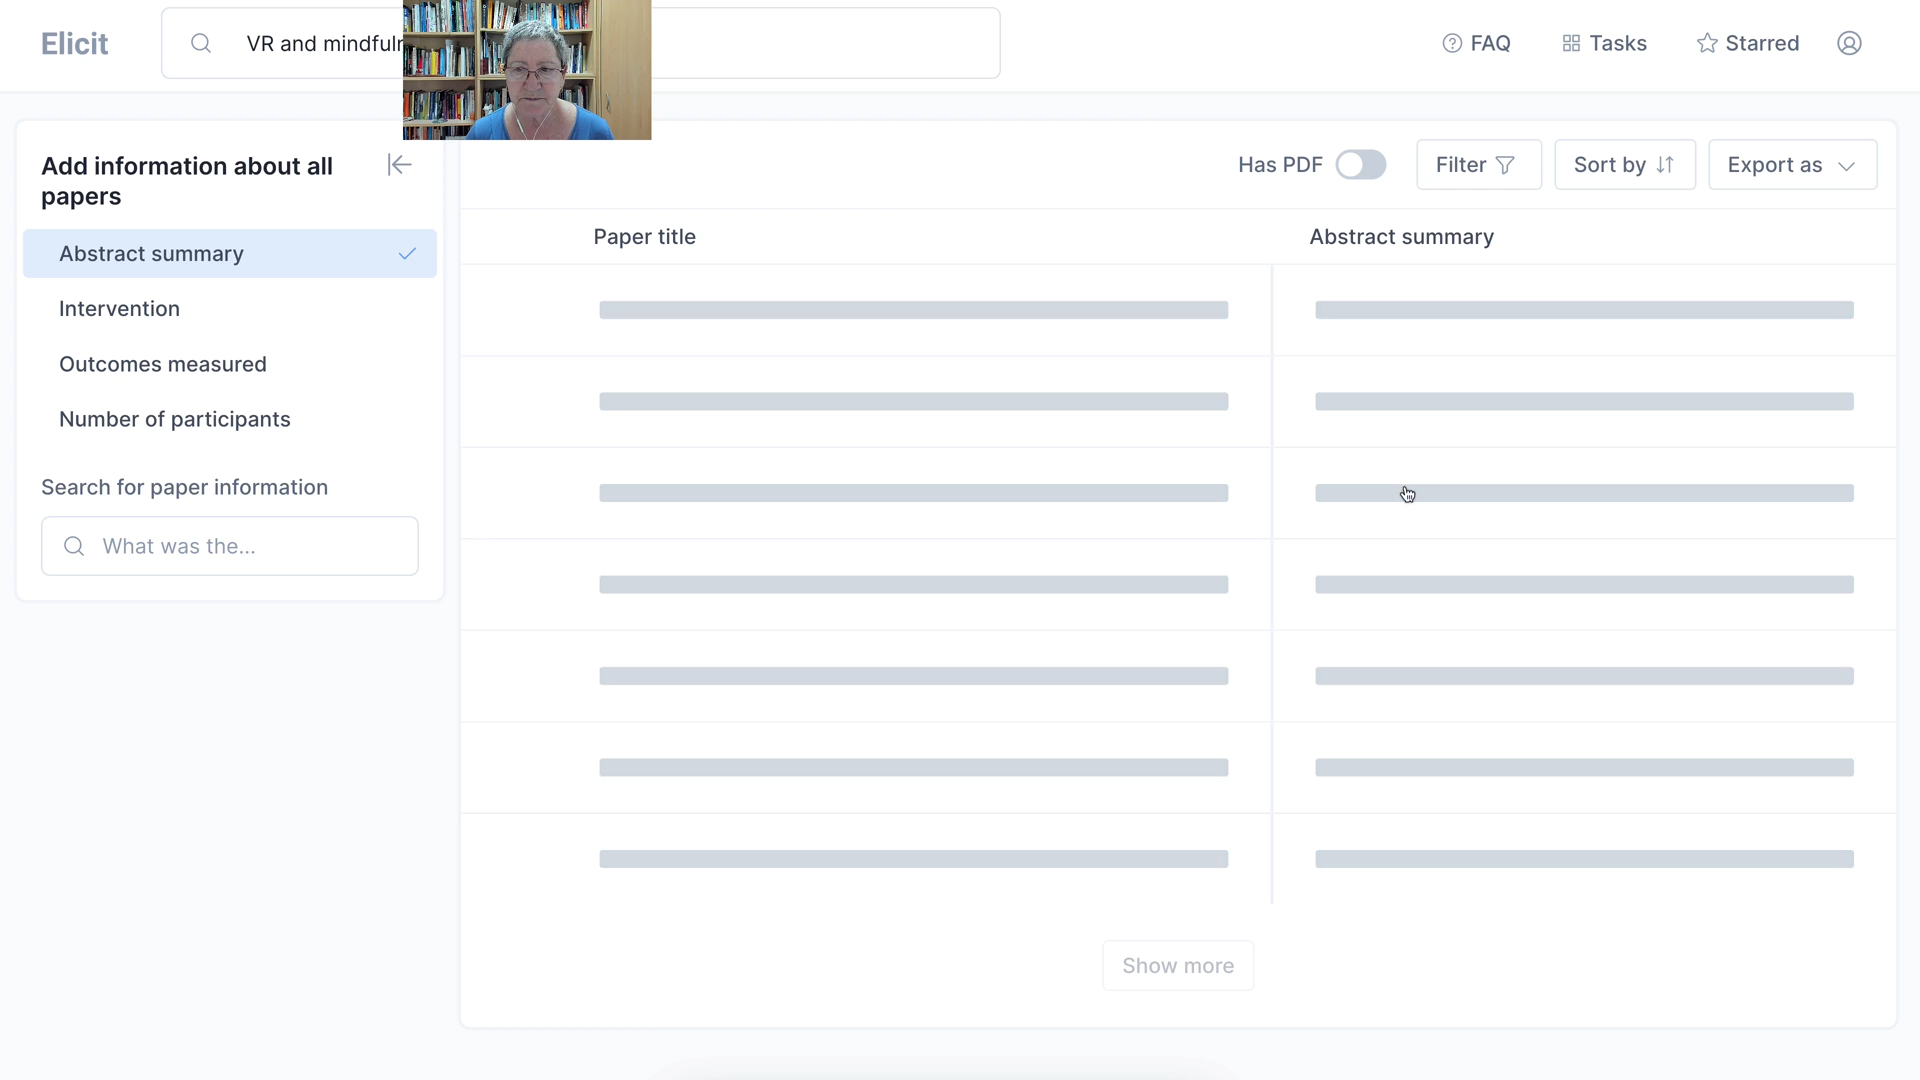 Elicit
VR and mindfuln
FAQ
Tasks
Starred
Add information about all
papers
Abstract summary
Intervention
Outcomes measured
Number of participants
Search for paper information
What was the...
Has PDF
Filter
Sort by
Export as
Paper title
Abstract summary
Show more